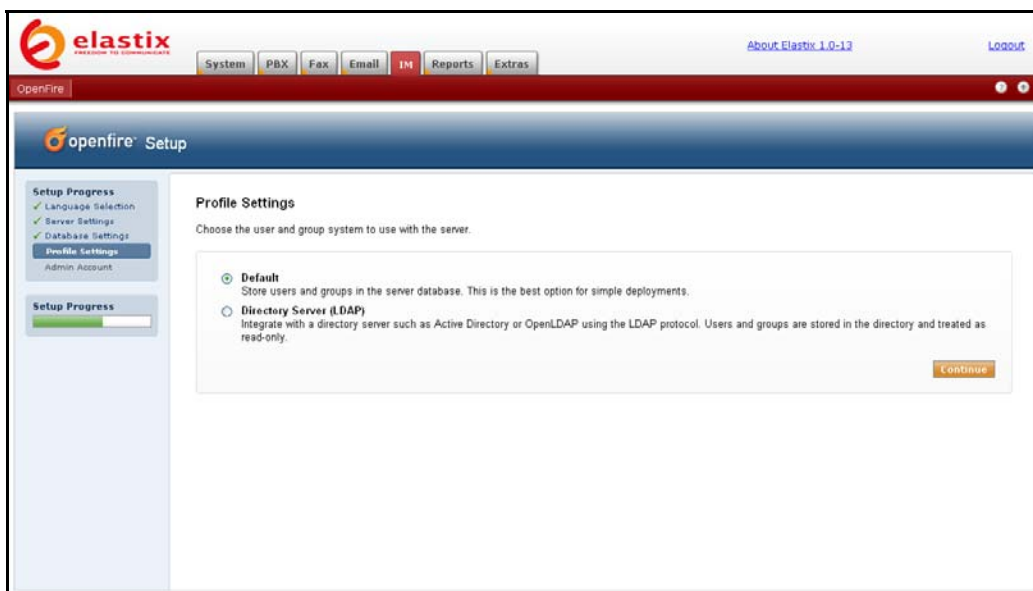 elastix
FREEDOM TO COMMUNICATE
System
PBX
Fax
Email
IM
Reports
Extras
About Elastix 1.0-13
Logout
OpenFire
openfire Setup
Setup Progress
Language Selection
Server Settings
Database Settings
Profile Settings
Admin Account
Setup Progress
Profile Settings
Choose the user and group system to use with the server.
Default
Store users and groups in the server database. This is the best option for simple deployments.
Directory Server (LDAP)
Integrate with a directory server such as Active Directory or OpenLDAP using the LDAP protocol. Users and groups are stored in the directory and treated as
read-only.
Continue